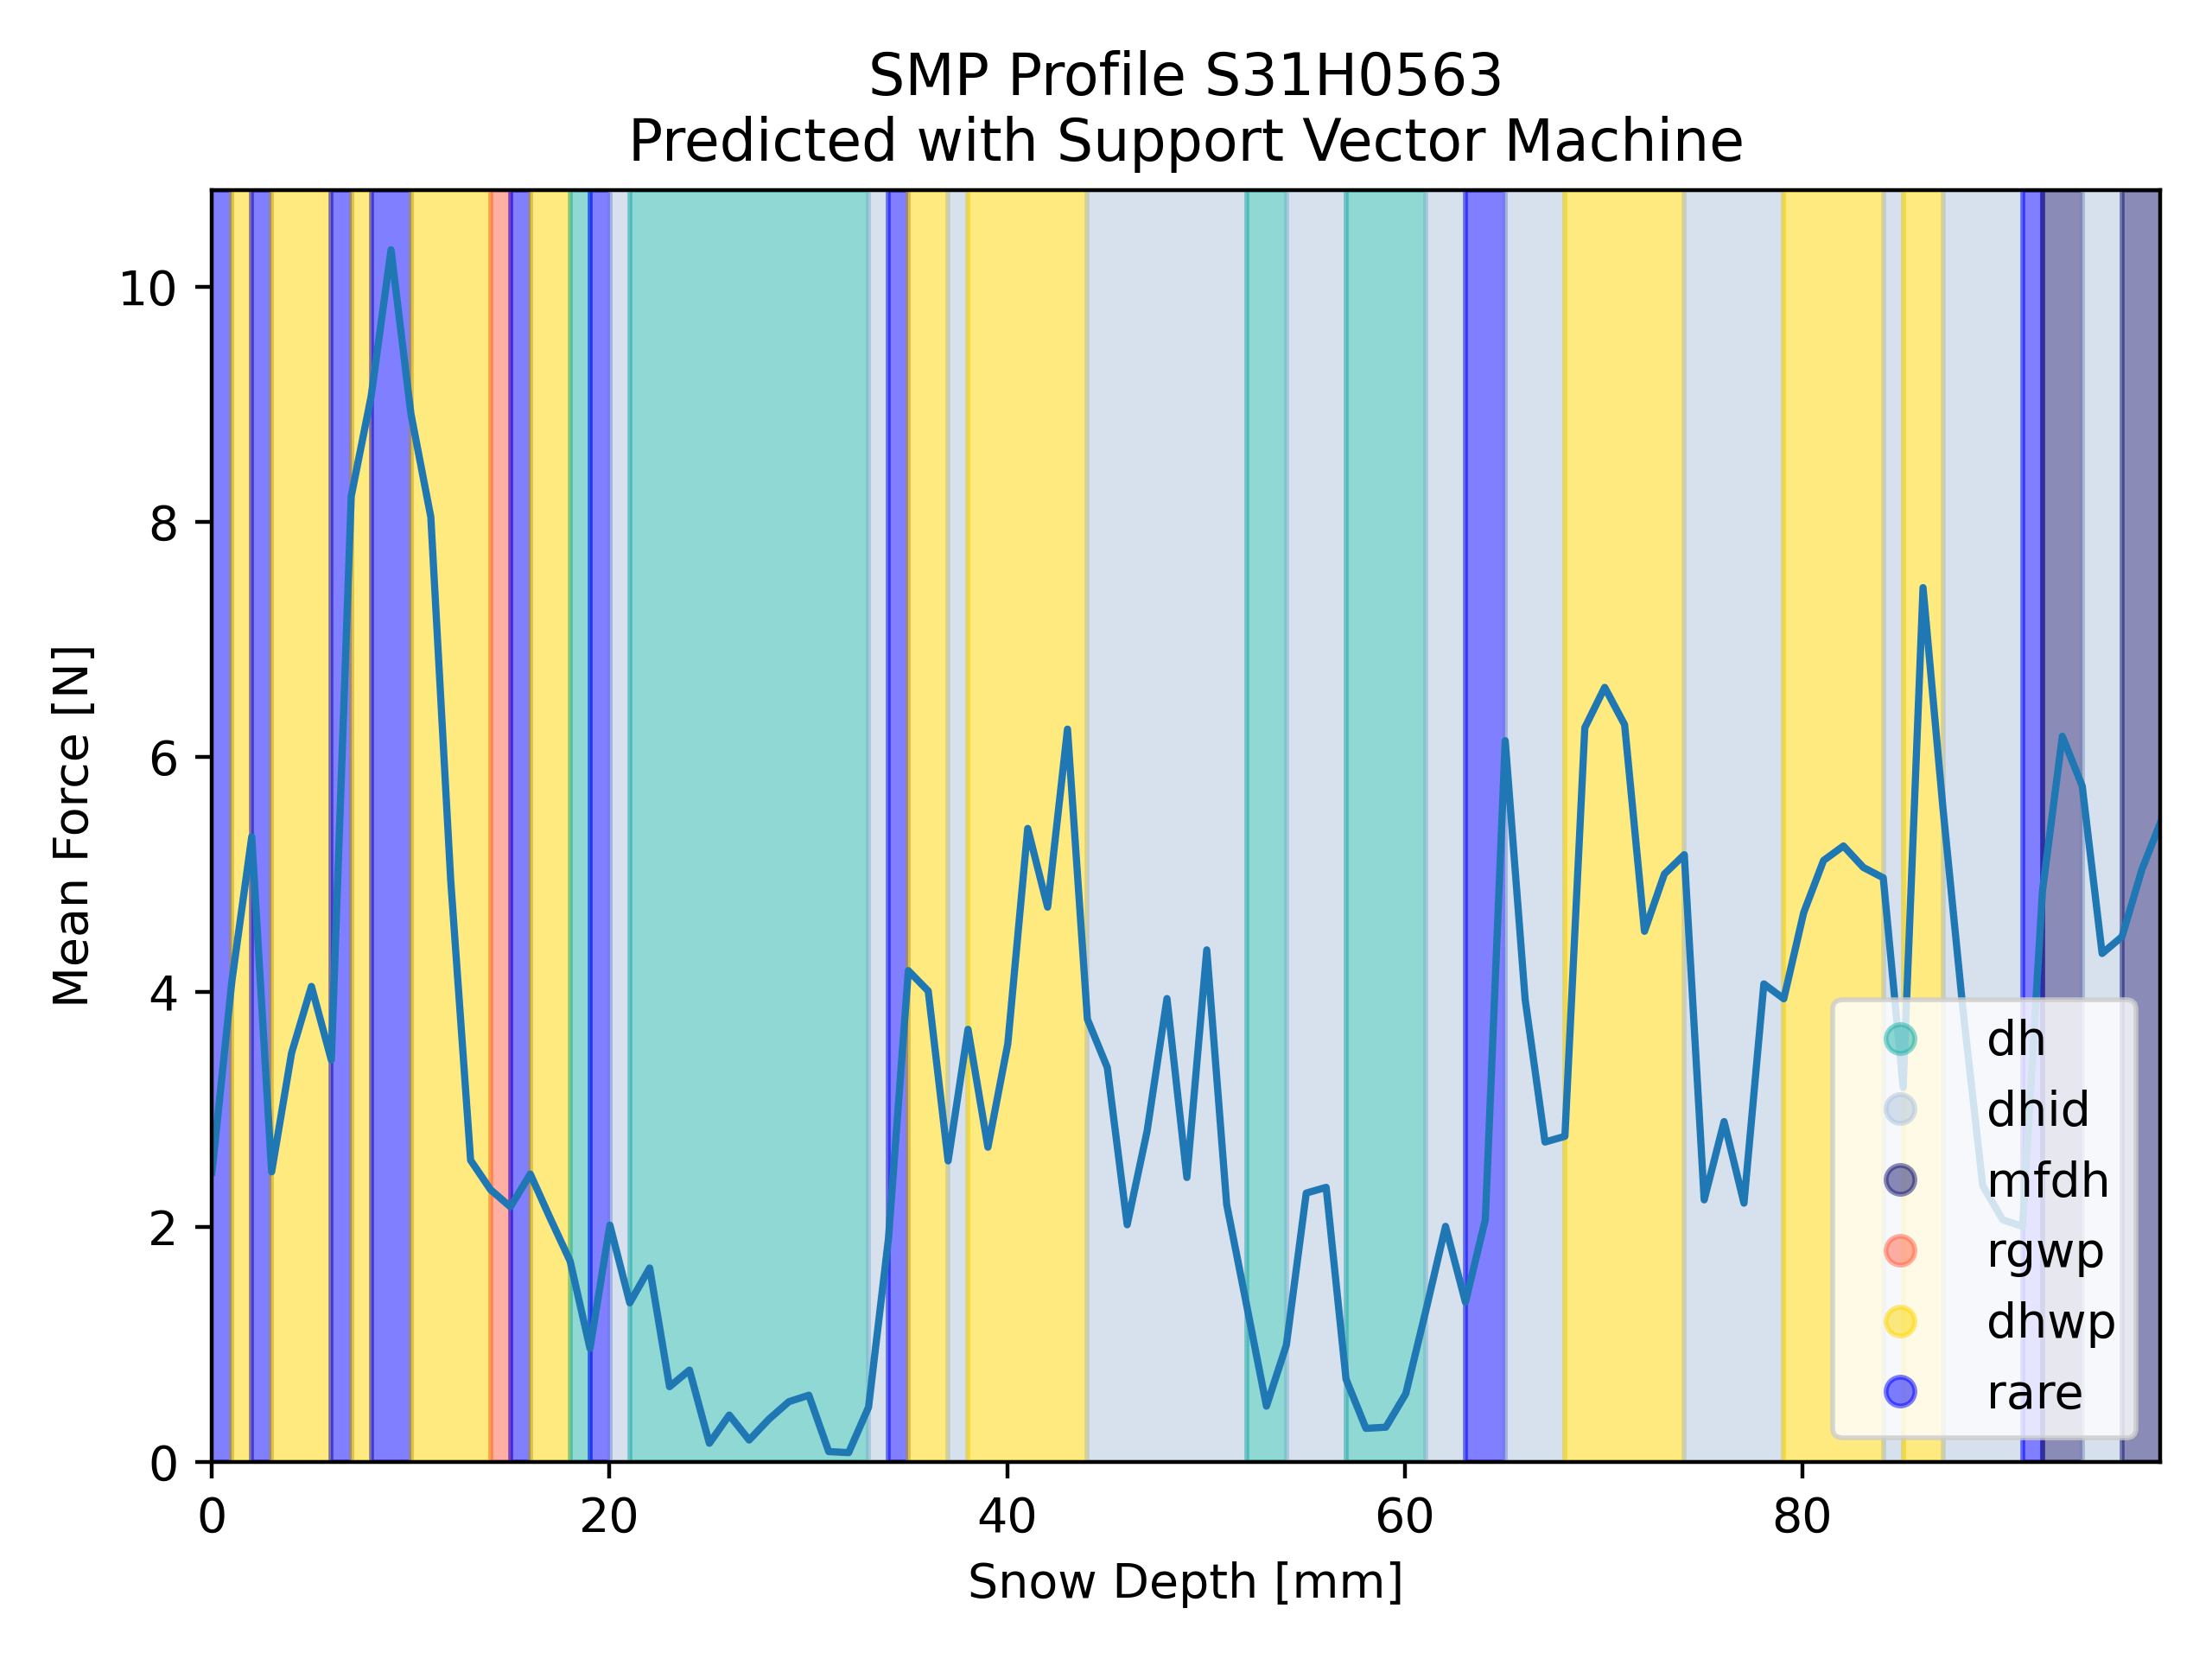 SMP Profile S31H0563
Predicted with Support Vector Machine
Mean Force [N]
10
8
6
4
2
0
dh
dhid
mfdh
rgwp
dhwp
rare
0 20 40 60 80
Snow Depth [mm]